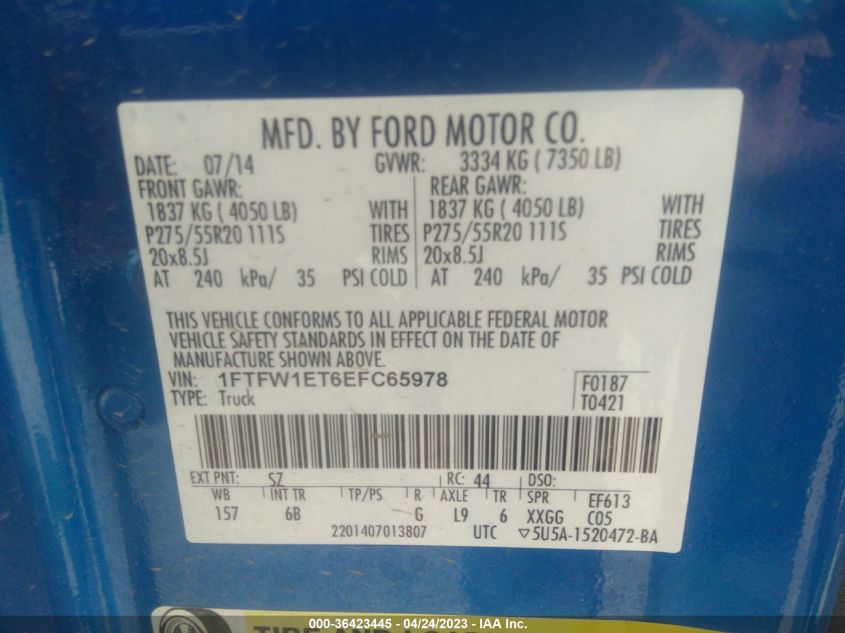 MFD. BY FORD MOTOR CO.
DATE: 07/14 GVWR: 3334 KG ( 7350 LB)
FRONT GAWR: REAR GAWR:
1837 KG ( 4050 LB) WITH 1837 KG ( 4050 LB) WITH
P275/55R20 111S TIRES P275/55R20 111S TIRES
20x8.5J RIMS 20x8.5J RIMS
AT 240 kPa/ 35 PSI COLD AT 240 kPa/ 35 PSI COLD
THIS VEHICLE CONFORMS TO ALL APPLICABLE FEDERAL MOTOR
VEHICLE SAFETY STANDARDS IN EFFECT ON THE DATE OF
MANUFACTURE SHOWN ABOVE.
VIN: 1FTFW1ET6EFC65978 F0187
TYPE: Truck T0421
EXT PNT: SZ RC: 44 DSO:
WB INT TR TP/PS R AXLE TR SPR EF613
157 6B G L9 6 XXGG C05
2201407013807 UTC ▽5U5A-1520472-BA
TIRE AND LOAD
000-36423445 - 04/24/2023 - IAAI.com